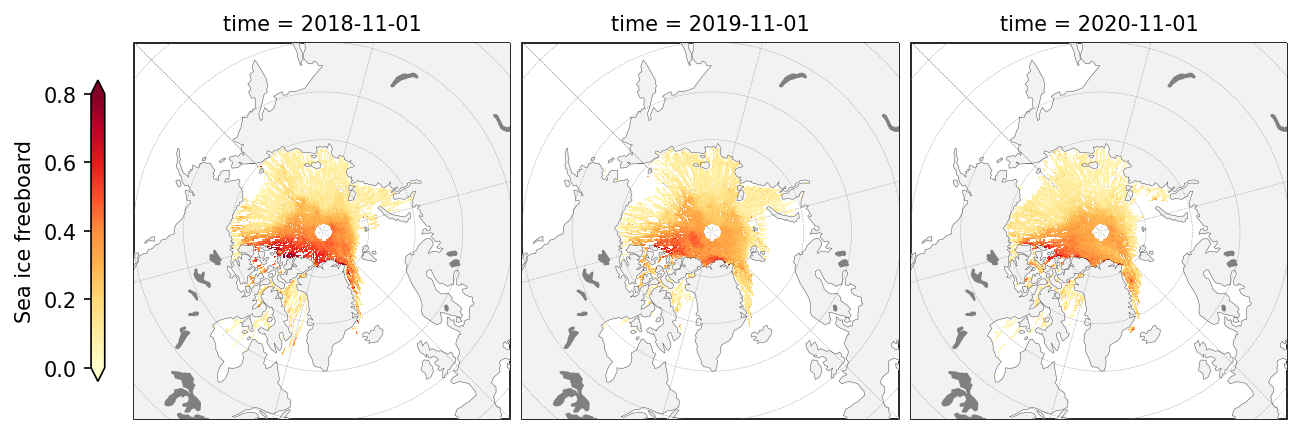 time = 2018-11-01
time = 2019-11-01
time = 2020-11-01
Sea ice freeboard
0.8
0.6
0.4
0.2
0.0